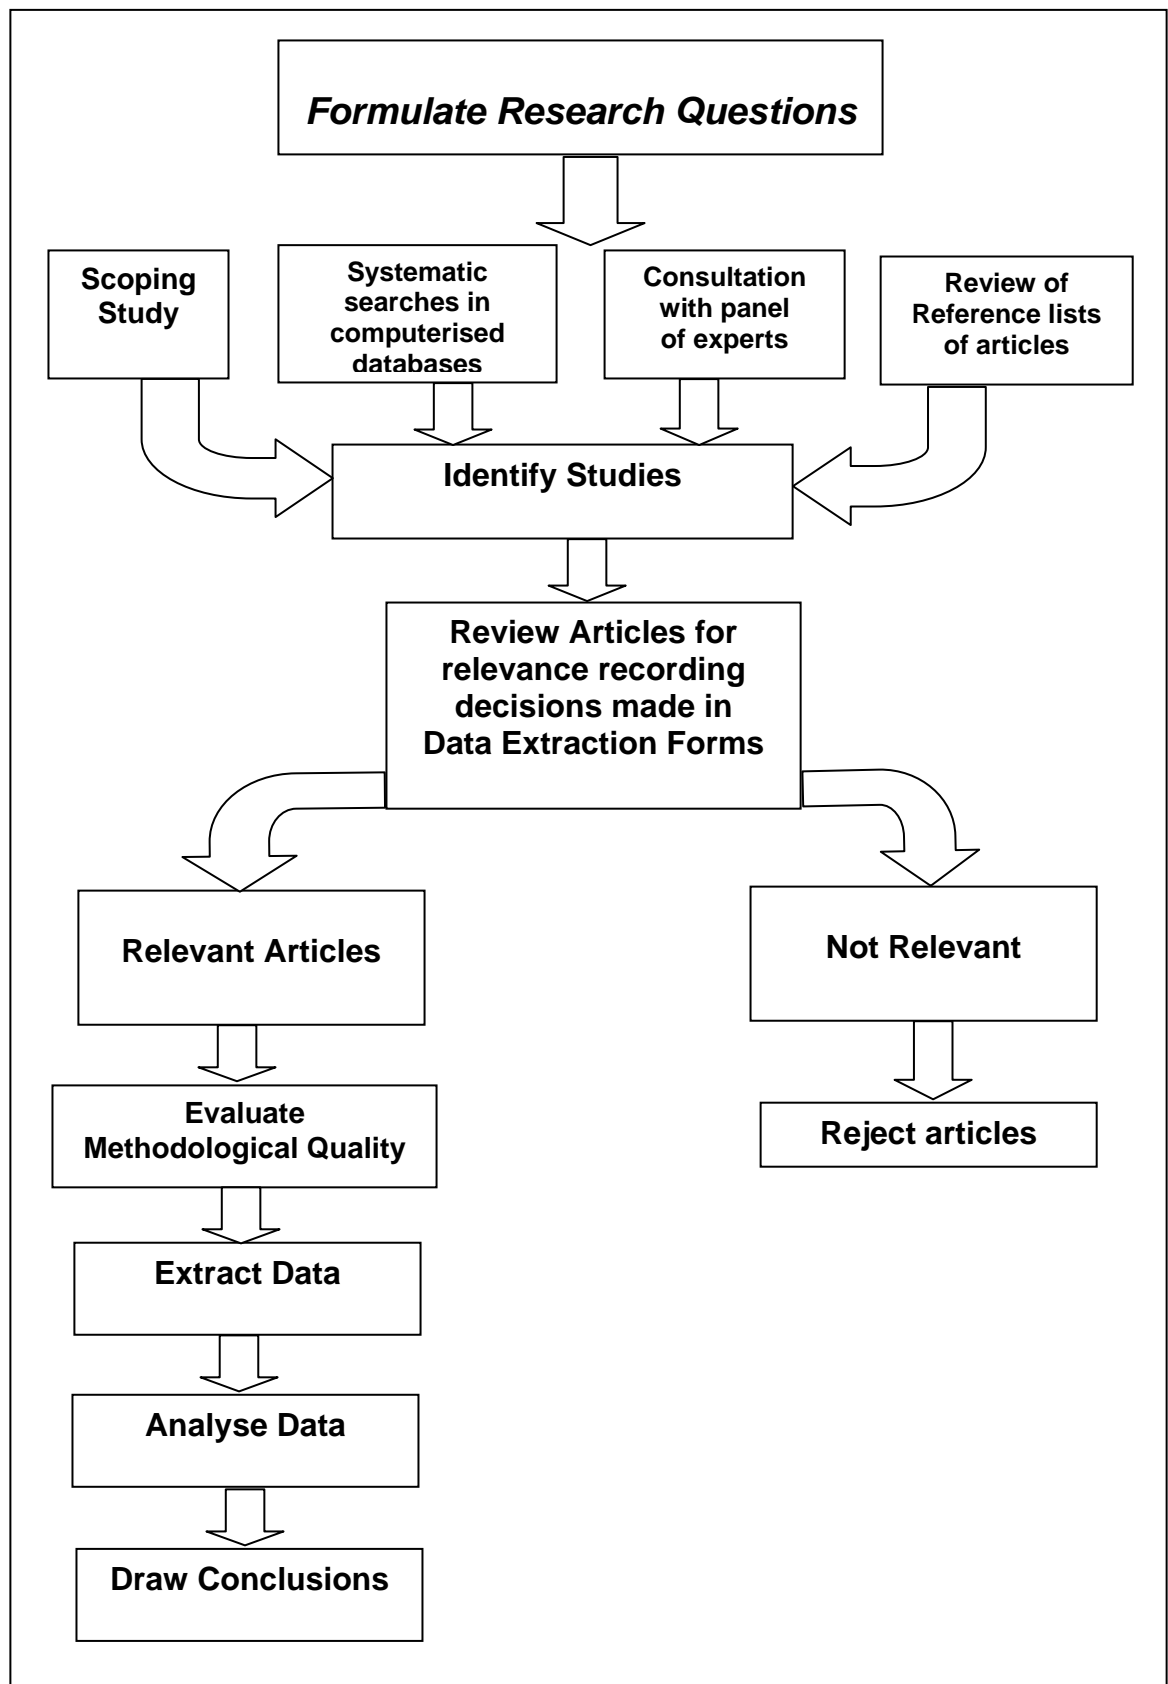 Formulate Research Questions
Scoping
Study
Systematic
searches in
computerised
databases
Consultation
with panel
of experts
Review of
Reference lists
of articles
Identify Studies
Review Articles for
relevance recording
decisions made in
Data Extraction Forms
Relevant Articles
Not Relevant
Evaluate
Methodological Quality
Reject articles
Extract Data
Analyse Data
Draw Conclusions